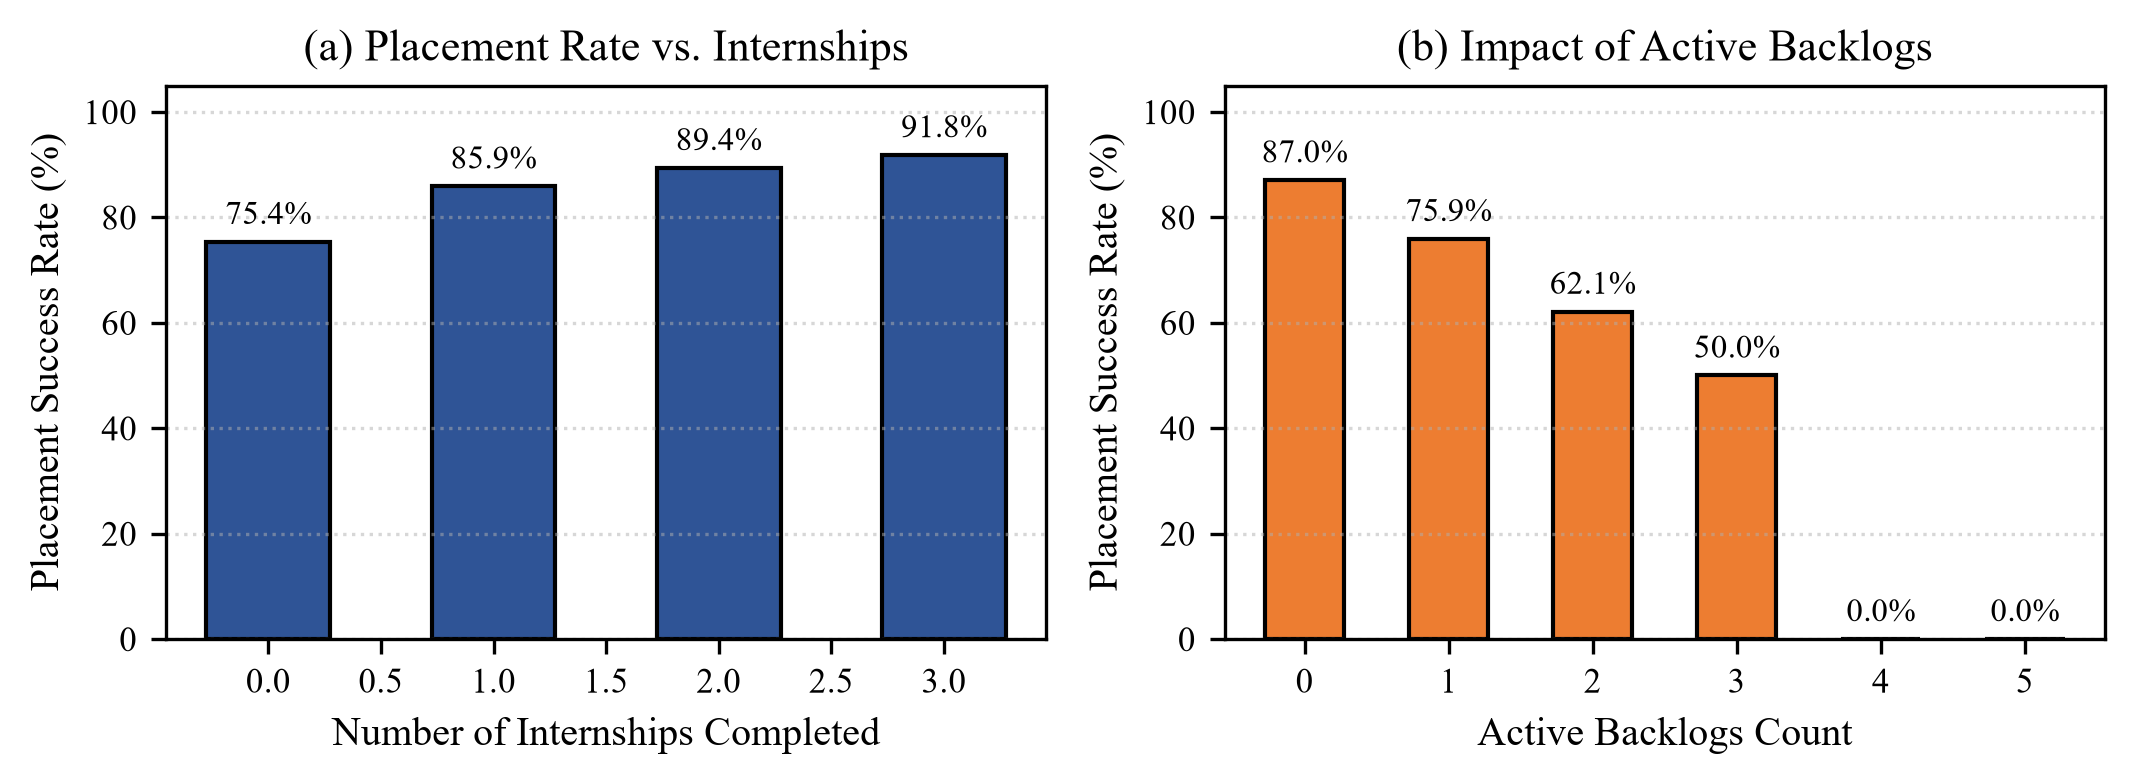 (a) Placement Rate vs. Internships
Placement Success Rate (%)
100
80
60
40
20
0
75.4%
85.9%
89.4%
91.8%
0.0 0.5 1.0 1.5 2.0 2.5 3.0
Number of Internships Completed
(b) Impact of Active Backlogs
Placement Success Rate (%)
100
80
60
40
20
0
87.0%
75.9%
62.1%
50.0%
0.0%
0.0%
0 1 2 3 4 5
Active Backlogs Count